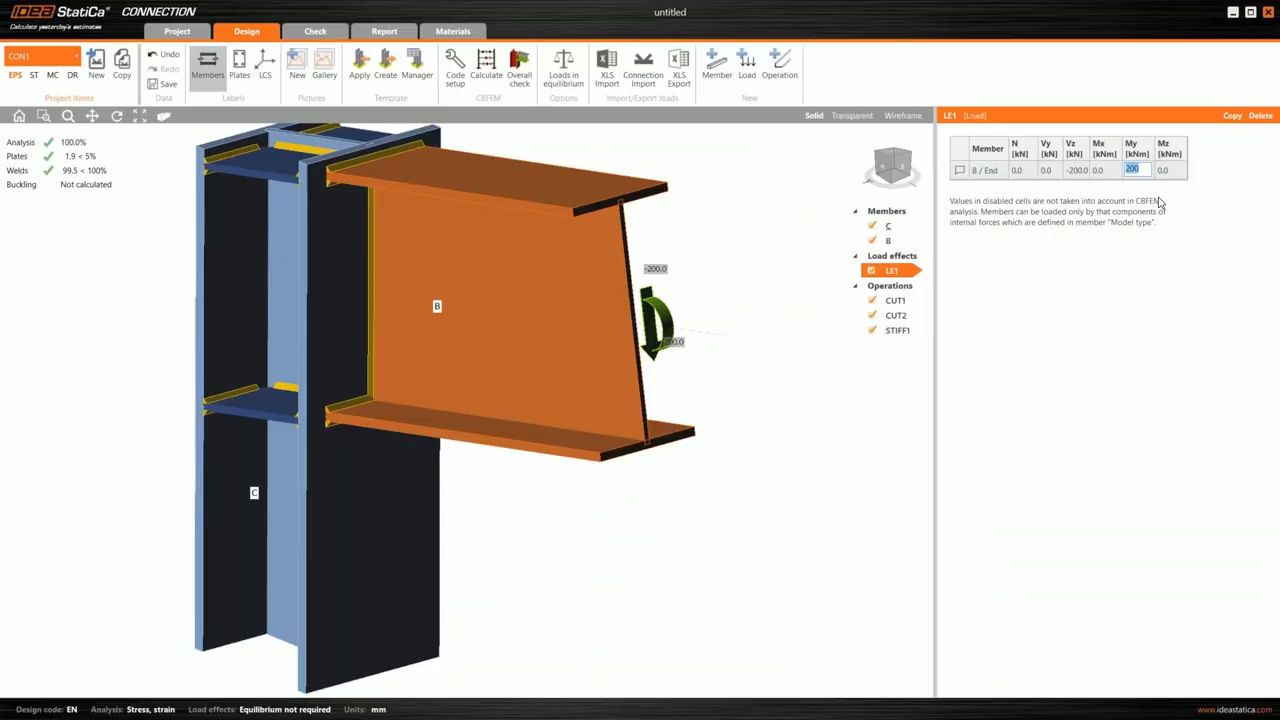 IDEA StatiCa® CONNECTION
Calculate yesterday's estimates
untitled
Project
Design
Check
Report
Materials
CON1
EPS ST MC DR
New
Copy
Project Items
Undo
Redo
Save
Data
Members
Plates
LCS
Labels
New
Gallery
Pictures
Apply
Create
Manager
Template
Code setup
Calculate
Overall check
CBFEM
Loads in equilibrium
Options
XLS Import
Connection Import
XLS Export
Import/Export loads
Member
Load
Operation
New
Solid Transparent Wireframe
LE1 [Load] Copy Delete
Analysis 100.0%
Plates 1.9 < 5%
Welds 99.5 < 100%
Buckling Not calculated
Member N [kN] Vy [kN] Vz [kN] Mx [kNm] My [kNm] Mz [kNm]
B / End 0.0 0.0 -200.0 0.0 200 0.0
Values in disabled cells are not taken into account in CBFEM
analysis. Members can be loaded only by that components of
internal forces which are defined in member "Model type".
Members
C
B
Load effects
LE1
Operations
CUT1
CUT2
STIFF1
-200.0
B
C
Design code: EN Analysis: Stress, strain Load effects: Equilibrium not required Units: mm
www.ideastatica.com